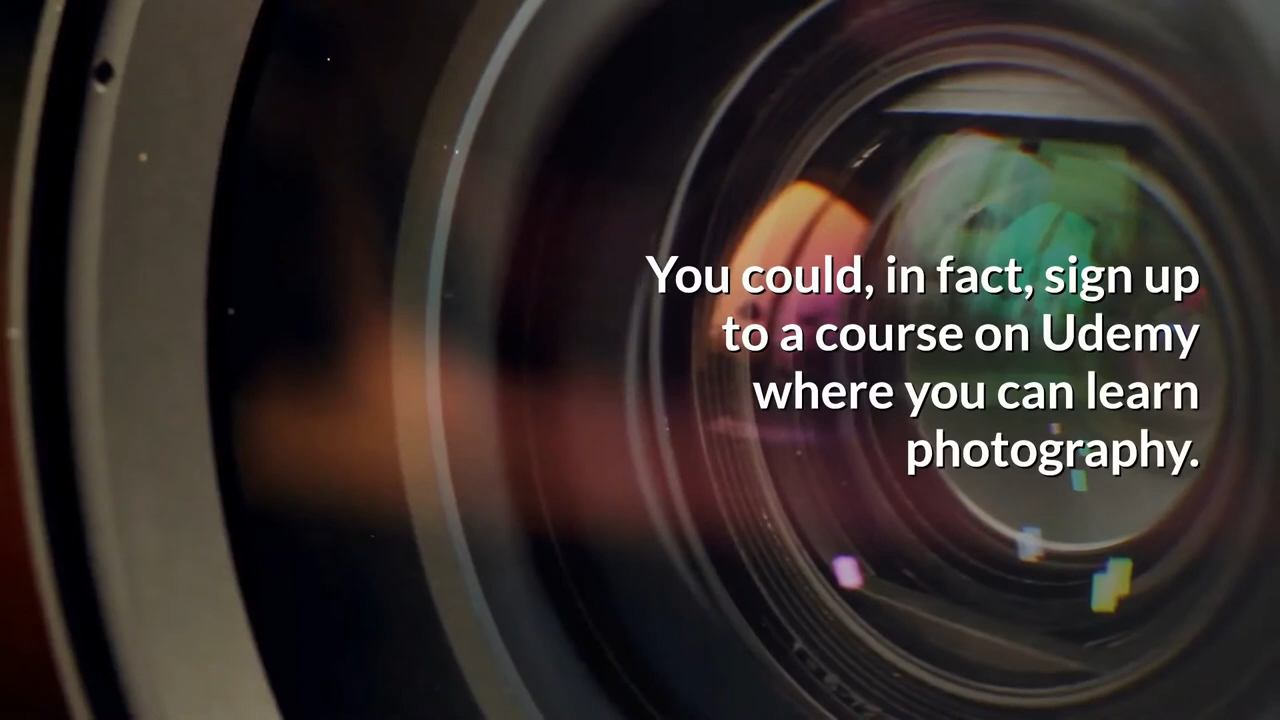 You could, in fact, sign up
to a course on Udemy
where you can learn
photography.